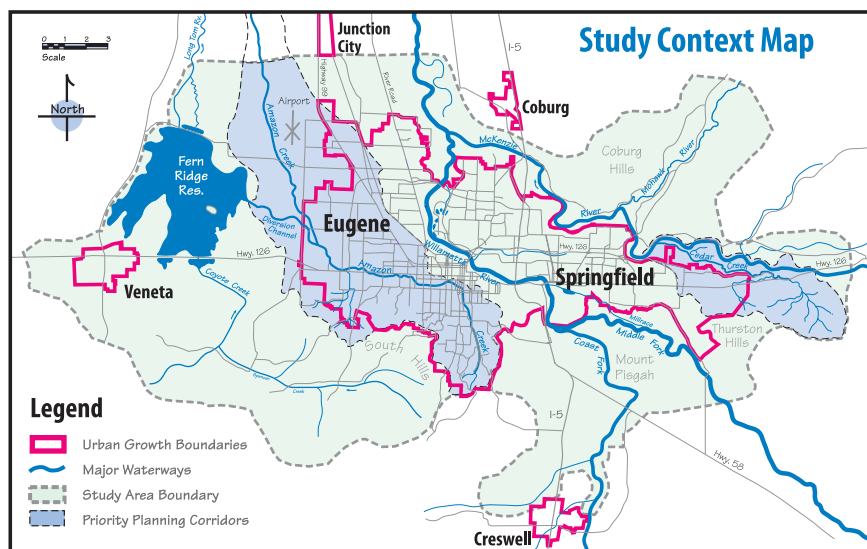 Study Context Map
0 1 2 3
Scale
North
Long Tom Rv.
Junction
City
Highway 99
River Road
I-5
Coburg
Airport
Amazon
Creek
McKenzie
River
Coburg
Hills
Mohawk River
Fern
Ridge
Res.
Diversion
Channel
Eugene
Willamette
River
Hwy. 126
Hwy. 126
Hwy. 126
Cedar Creek
Springfield
Veneta
Coyote Creek
Amazon
Creek
Millrace
Middle Fork
Thurston
Hills
South Hills
Coast
Fork
Mount
Pisgah
Creek
I-5
Hwy. 58
Creswell
Legend
Urban Growth Boundaries
Major Waterways
Study Area Boundary
Priority Planning Corridors